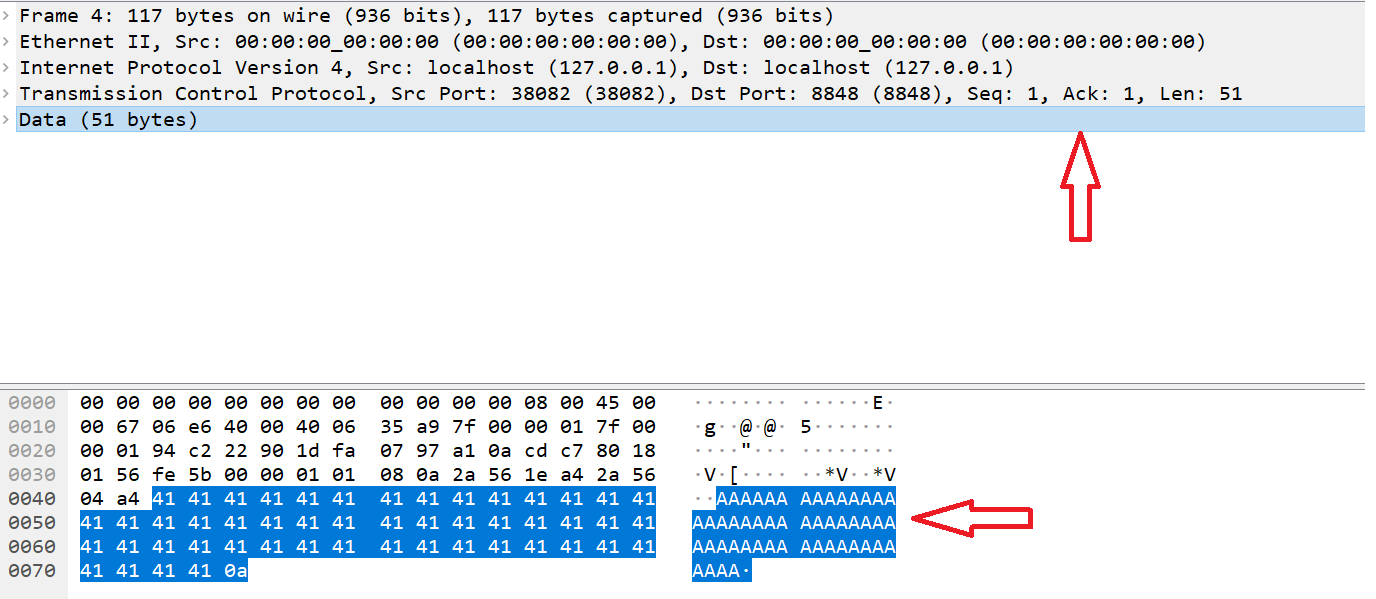 Frame 4: 117 bytes on wire (936 bits), 117 bytes captured (936 bits)
Ethernet II, Src: 00:00:00_00:00:00 (00:00:00:00:00:00), Dst: 00:00:00_00:00:00 (00:00:00:00:00:00)
Internet Protocol Version 4, Src: localhost (127.0.0.1), Dst: localhost (127.0.0.1)
Transmission Control Protocol, Src Port: 38082 (38082), Dst Port: 8848 (8848), Seq: 1, Ack: 1, Len: 51
Data (51 bytes)
0000 00 00 00 00 00 00 00 00 00 00 00 00 08 00 45 00 ········ ······E·
0010 00 67 06 e6 40 00 40 06 35 a9 7f 00 00 01 7f 00 ·g··@·@· 5·······
0020 00 01 94 c2 22 90 1d fa 07 97 a1 0a cd c7 80 18 ····"··· ········
0030 01 56 fe 5b 00 00 01 01 08 0a 2a 56 1e a4 2a 56 ·V·[···· ··*V··*V
0040 04 a4 41 41 41 41 41 41 41 41 41 41 41 41 41 41 ··AAAAAA AAAAAAAA
0050 41 41 41 41 41 41 41 41 41 41 41 41 41 41 41 41 AAAAAAAA AAAAAAAA
0060 41 41 41 41 41 41 41 41 41 41 41 41 41 41 41 41 AAAAAAAA AAAAAAAA
0070 41 41 41 41 0a AAAA·